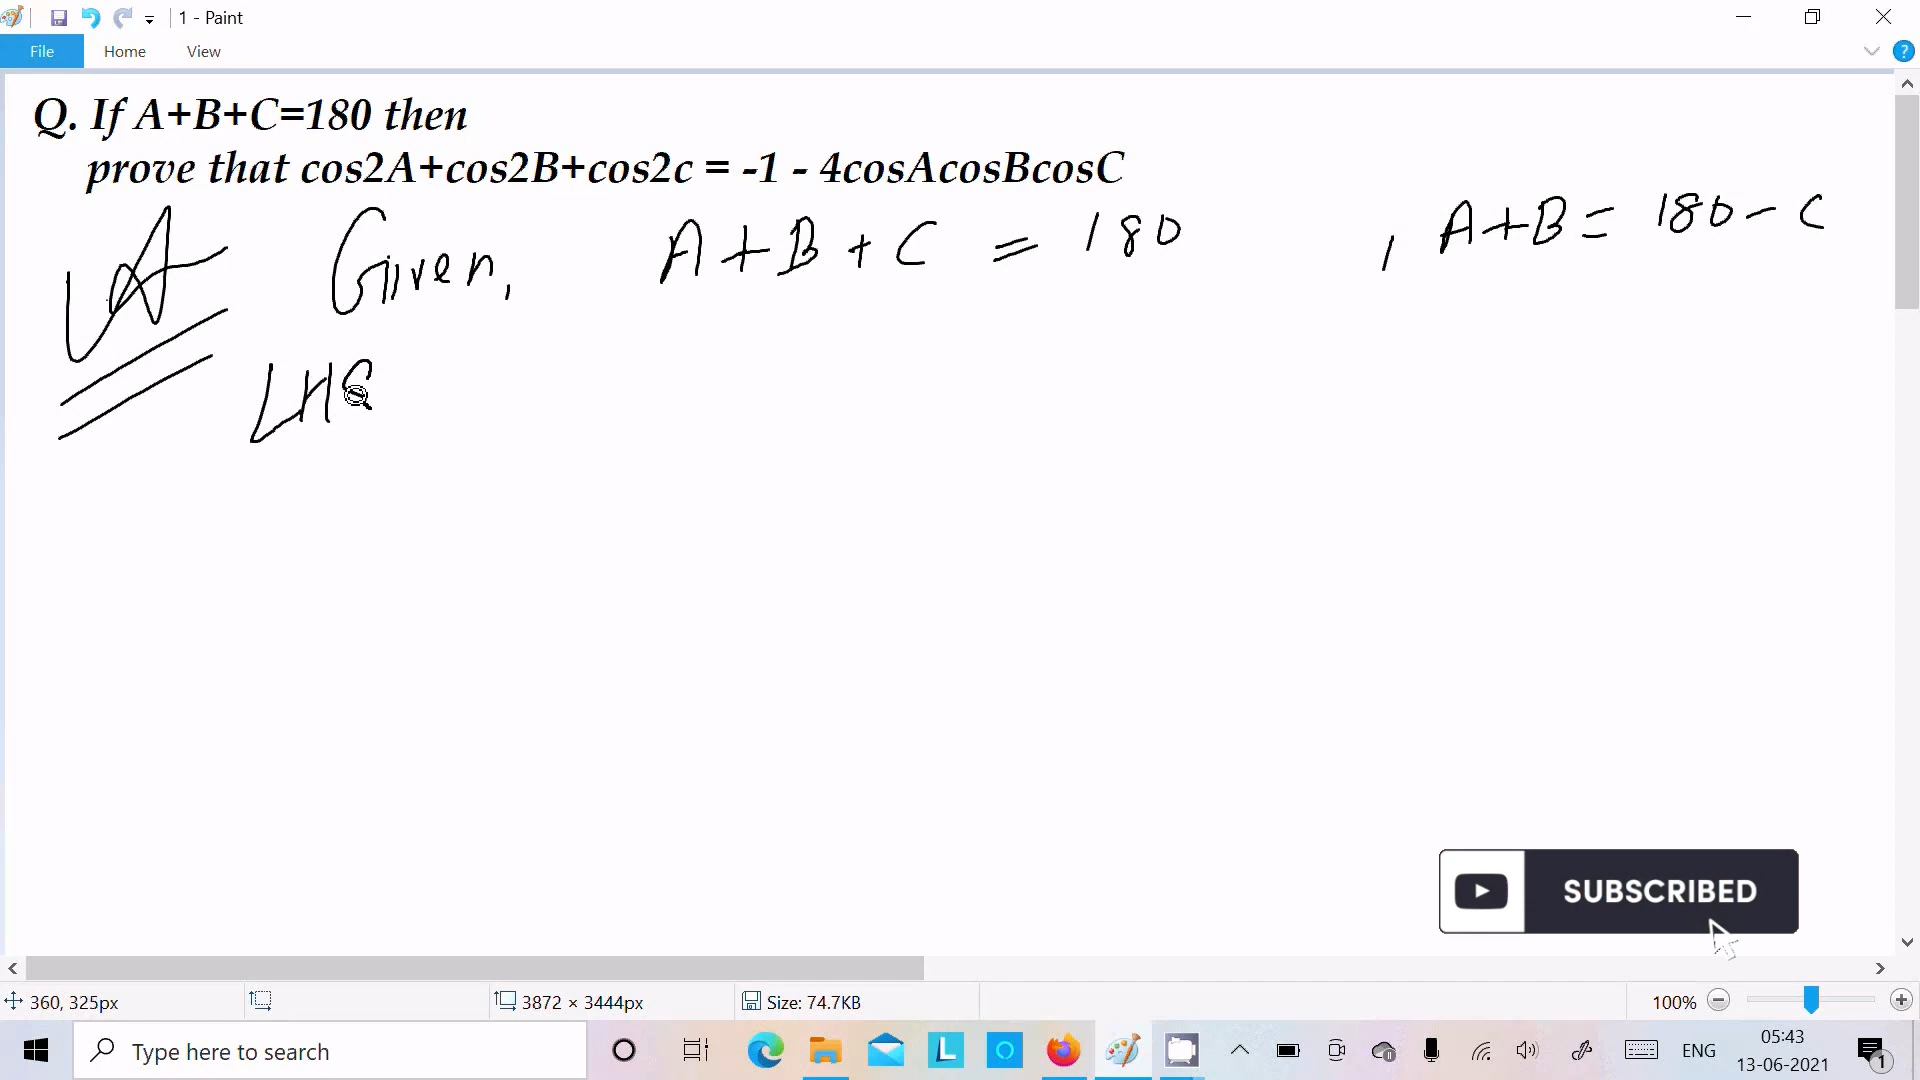 1 - Paint
File Home View
Q. If A+B+C=180 then
prove that cos2A+cos2B+cos2c = -1 - 4cosAcosBcosC
Given, A+B+C = 180 , A+B= 180-C
LHS
SUBSCRIBED
360, 325px 3872 × 3444px Size: 74.7KB 100%
Type here to search
ENG
05:43
13-06-2021
1